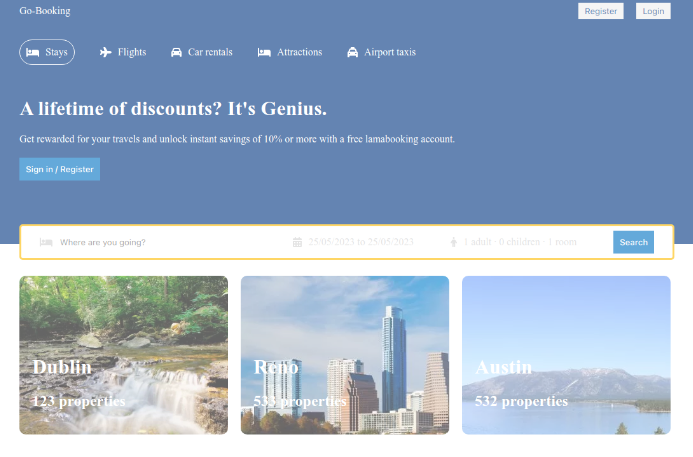 Go-Booking
Register
Login
Stays
Flights
Car rentals
Attractions
Airport taxis
A lifetime of discounts? It's Genius.
Get rewarded for your travels and unlock instant savings of 10% or more with a free lamabooking account.
Sign in / Register
Where are you going?
25/05/2023 to 25/05/2023
1 adult · 0 children · 1 room
Search
Dublin
123 properties
Reno
533 properties
Austin
532 properties